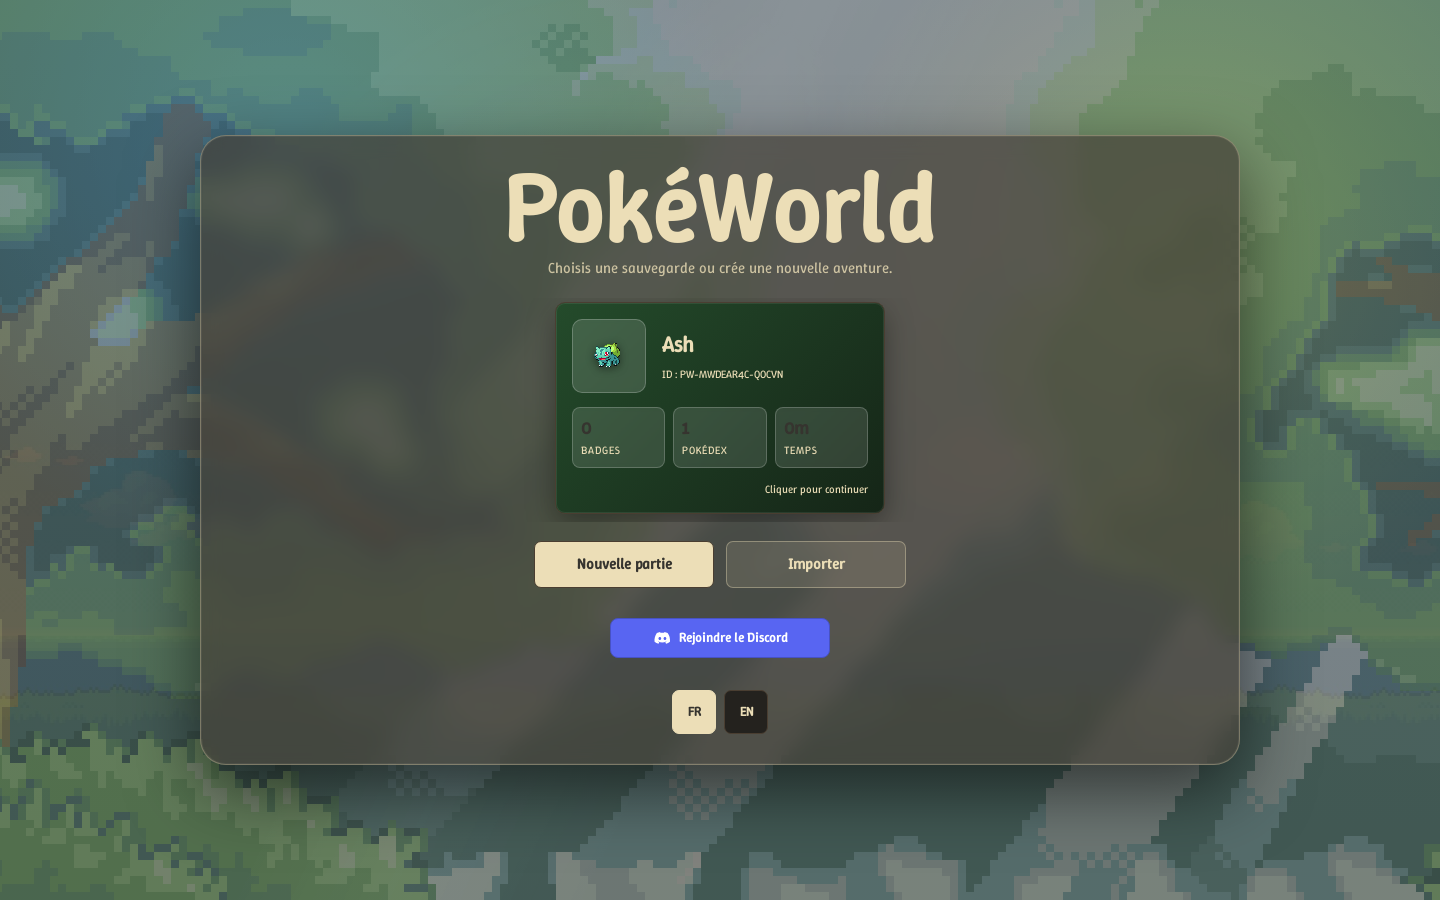 PokéWorld
Choisis une sauvegarde ou crée une nouvelle aventure.
Ash
ID : PW-MWDEAR4C-QOCVN
0 1 0m
BADGES POKÉDEX TEMPS
Cliquer pour continuer
Nouvelle partie Importer
Rejoindre le Discord
FR EN